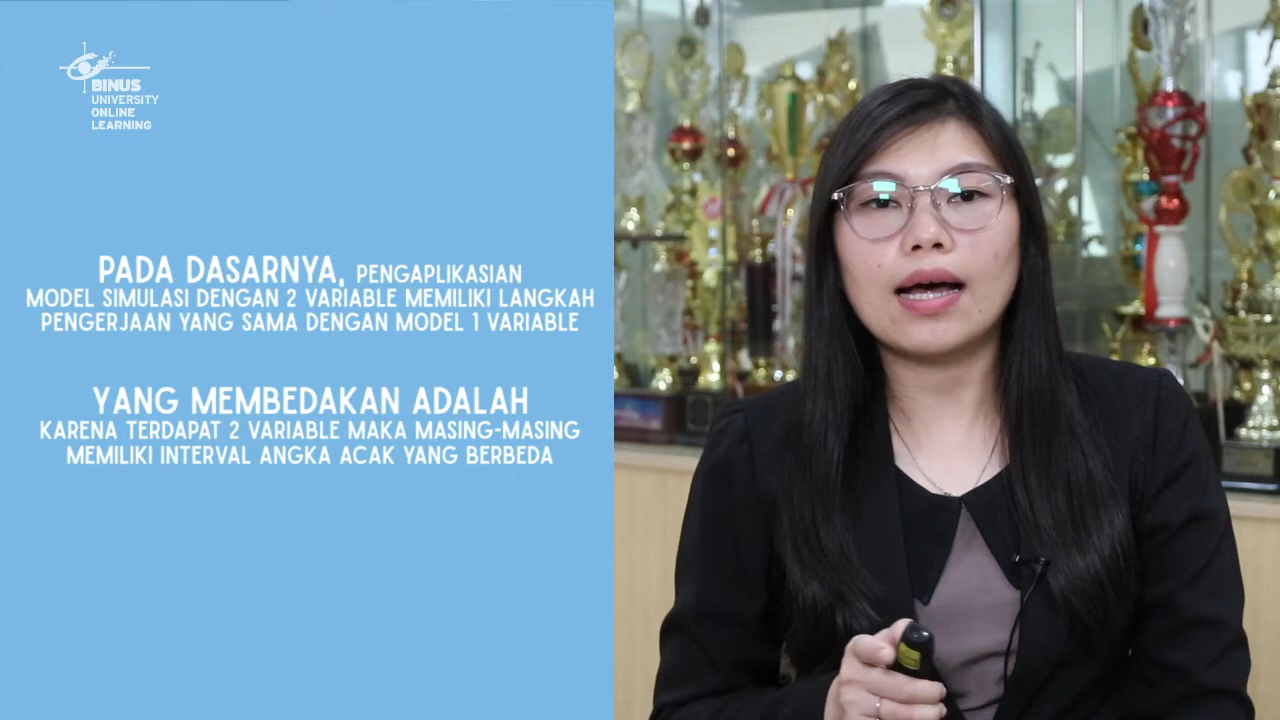 BINUS
UNIVERSITY
ONLINE
LEARNING
PADA DASARNYA, PENGAPLIKASIAN
MODEL SIMULASI DENGAN 2 VARIABLE MEMILIKI LANGKAH
PENGERJAAN YANG SAMA DENGAN MODEL 1 VARIABLE
YANG MEMBEDAKAN ADALAH
KARENA TERDAPAT 2 VARIABLE MAKA MASING-MASING
MEMILIKI INTERVAL ANGKA ACAK YANG BERBEDA